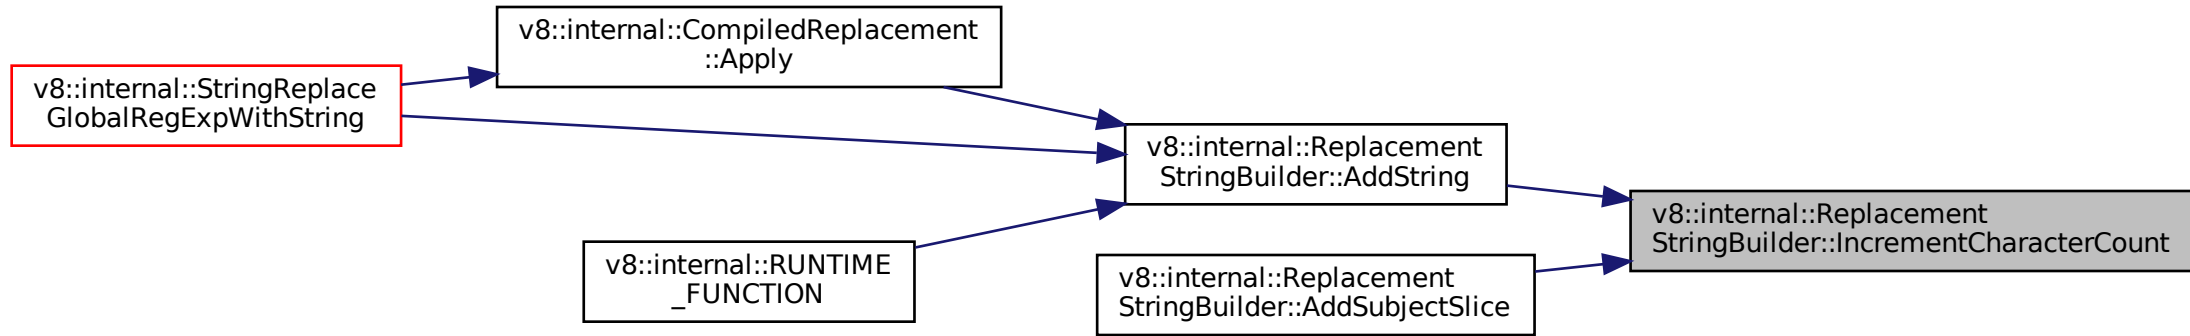 v8::internal::CompiledReplacement
::Apply
v8::internal::StringReplace
GlobalRegExpWithString
v8::internal::Replacement
StringBuilder::AddString
v8::internal::Replacement
StringBuilder::IncrementCharacterCount
v8::internal::RUNTIME
_FUNCTION
v8::internal::Replacement
StringBuilder::AddSubjectSlice